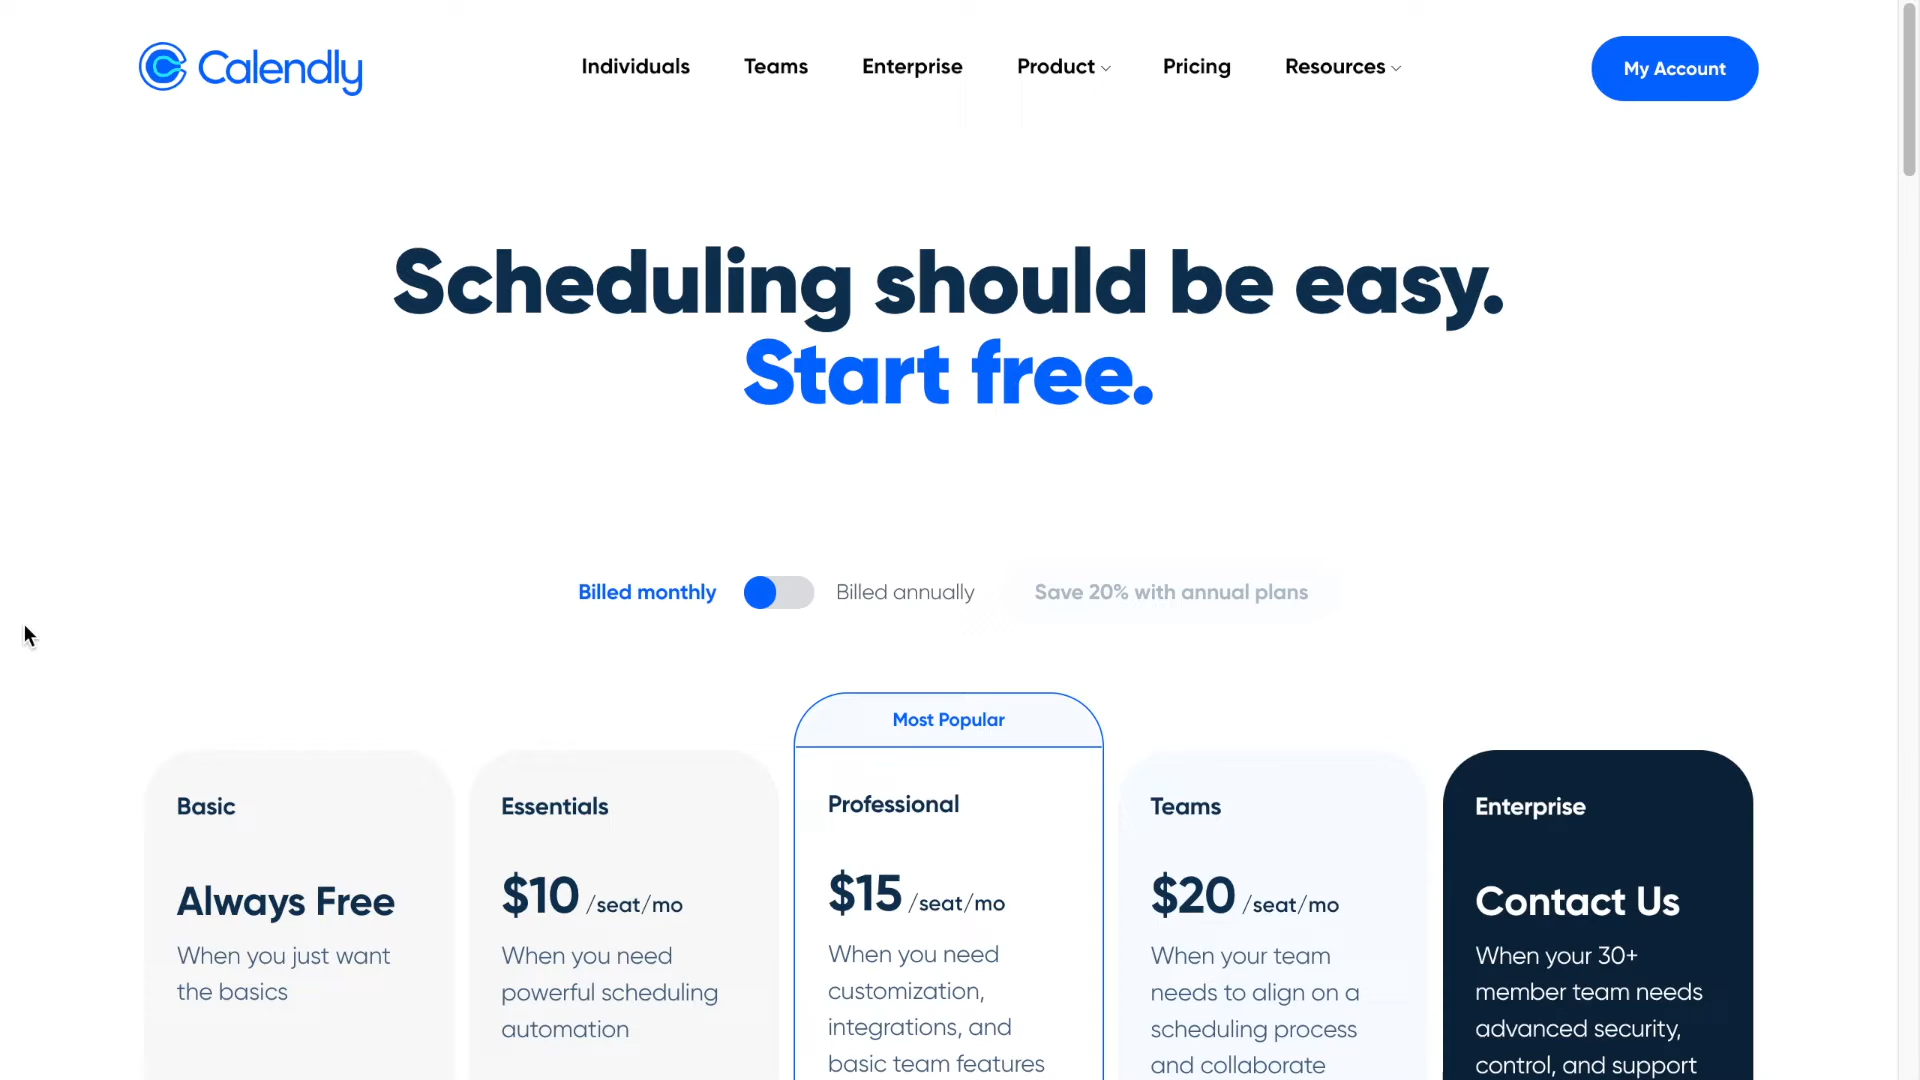 Calendly
Individuals
Teams
Enterprise
Product
Pricing
Resources
My Account
Scheduling should be easy.
Start free.
Billed monthly
Billed annually
Save 20% with annual plans
Basic
Always Free
When you just want
the basics
Essentials
$10 /seat/mo
When you need
powerful scheduling
automation
Most Popular
Professional
$15 /seat/mo
When you need
customization,
integrations, and
basic team features
Teams
$20 /seat/mo
When your team
needs to align on a
scheduling process
and collaborate
Enterprise
Contact Us
When your 30+
member team needs
advanced security,
control, and support